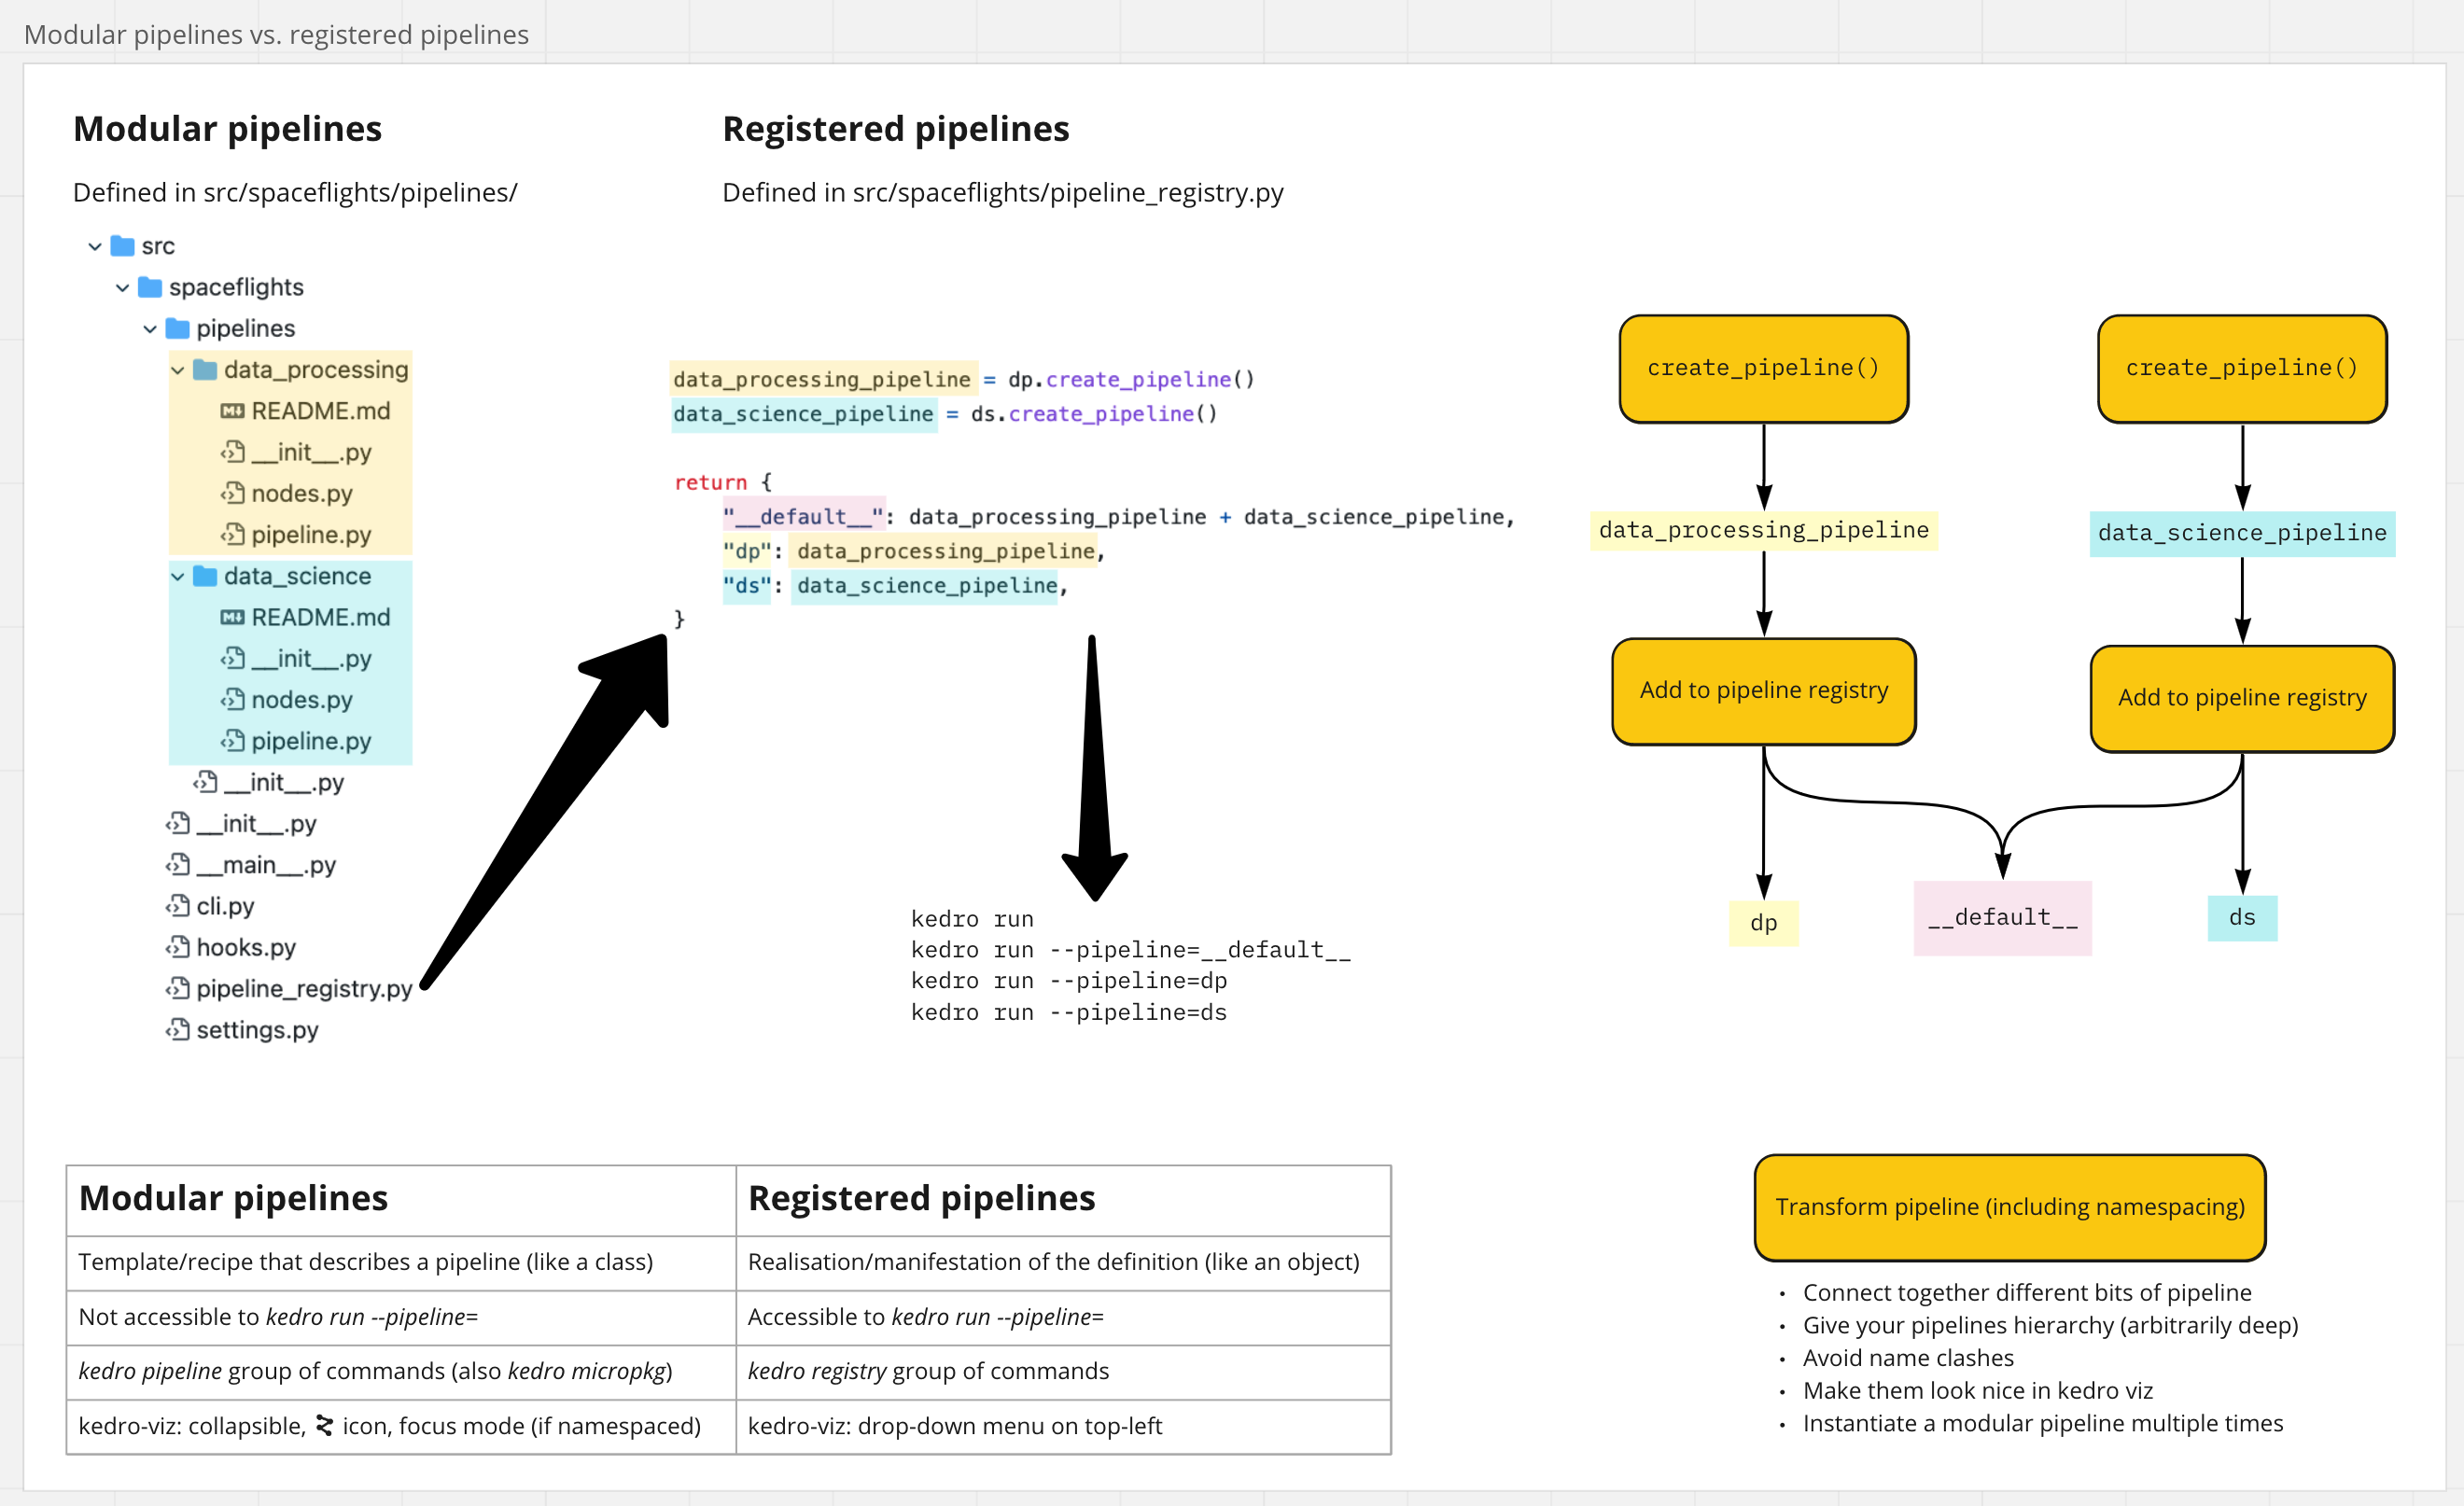 Modular pipelines vs. registered pipelines
Modular pipelines
Defined in src/spaceflights/pipelines/
src
spaceflights
pipelines
data_processing
README.md
__init__.py
nodes.py
pipeline.py
data_science
README.md
__init__.py
nodes.py
pipeline.py
__init__.py
__init__.py
__main__.py
cli.py
hooks.py
pipeline_registry.py
settings.py
Registered pipelines
Defined in src/spaceflights/pipeline_registry.py
data_processing_pipeline = dp.create_pipeline()
data_science_pipeline = ds.create_pipeline()
return {
"__default__": data_processing_pipeline + data_science_pipeline,
"dp": data_processing_pipeline,
"ds": data_science_pipeline,
}
kedro run
kedro run --pipeline=__default__
kedro run --pipeline=dp
kedro run --pipeline=ds
create_pipeline()
create_pipeline()
data_processing_pipeline
data_science_pipeline
Add to pipeline registry
Add to pipeline registry
dp
__default__
ds
Modular pipelines
Registered pipelines
Template/recipe that describes a pipeline (like a class)
Realisation/manifestation of the definition (like an object)
Not accessible to kedro run --pipeline=
Accessible to kedro run --pipeline=
kedro pipeline group of commands (also kedro micropkg)
kedro registry group of commands
kedro-viz: collapsible, icon, focus mode (if namespaced)
kedro-viz: drop-down menu on top-left
Transform pipeline (including namespacing)
• Connect together different bits of pipeline
• Give your pipelines hierarchy (arbitrarily deep)
• Avoid name clashes
• Make them look nice in kedro viz
• Instantiate a modular pipeline multiple times